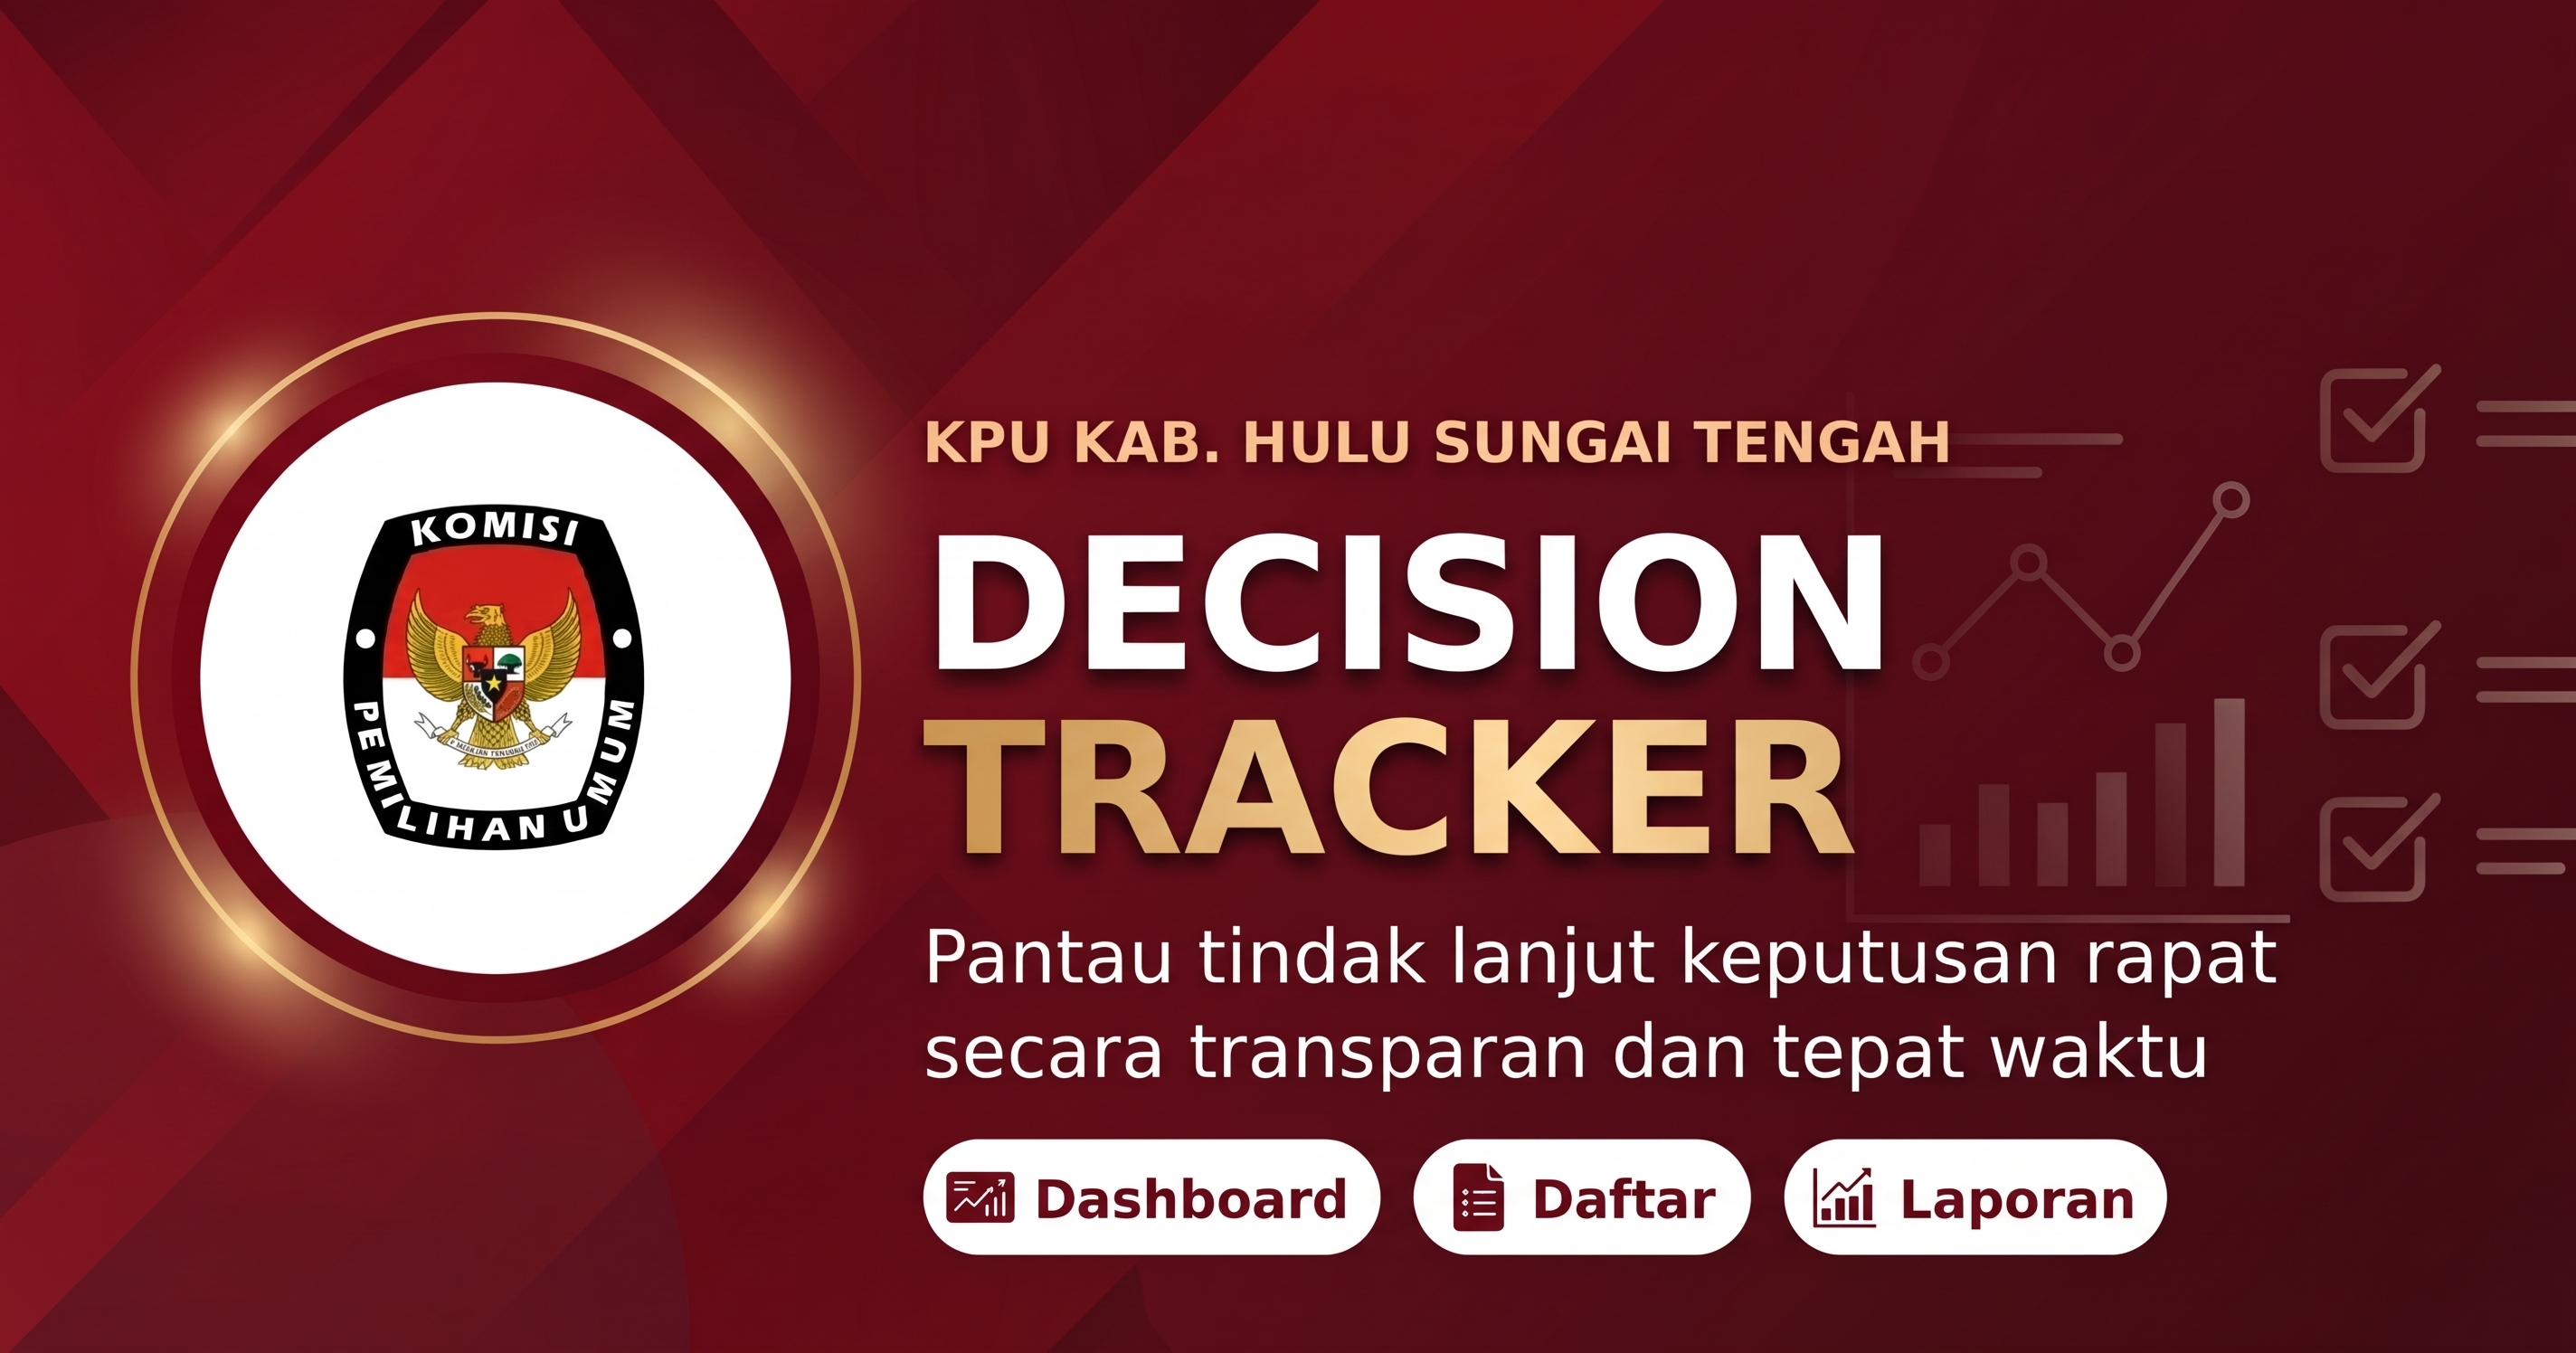 KOMISI
PEMILIHAN UMUM
KPU KAB. HULU SUNGAI TENGAH
DECISION
TRACKER
Pantau tindak lanjut keputusan rapat
secara transparan dan tepat waktu
Dashboard
Daftar
Laporan